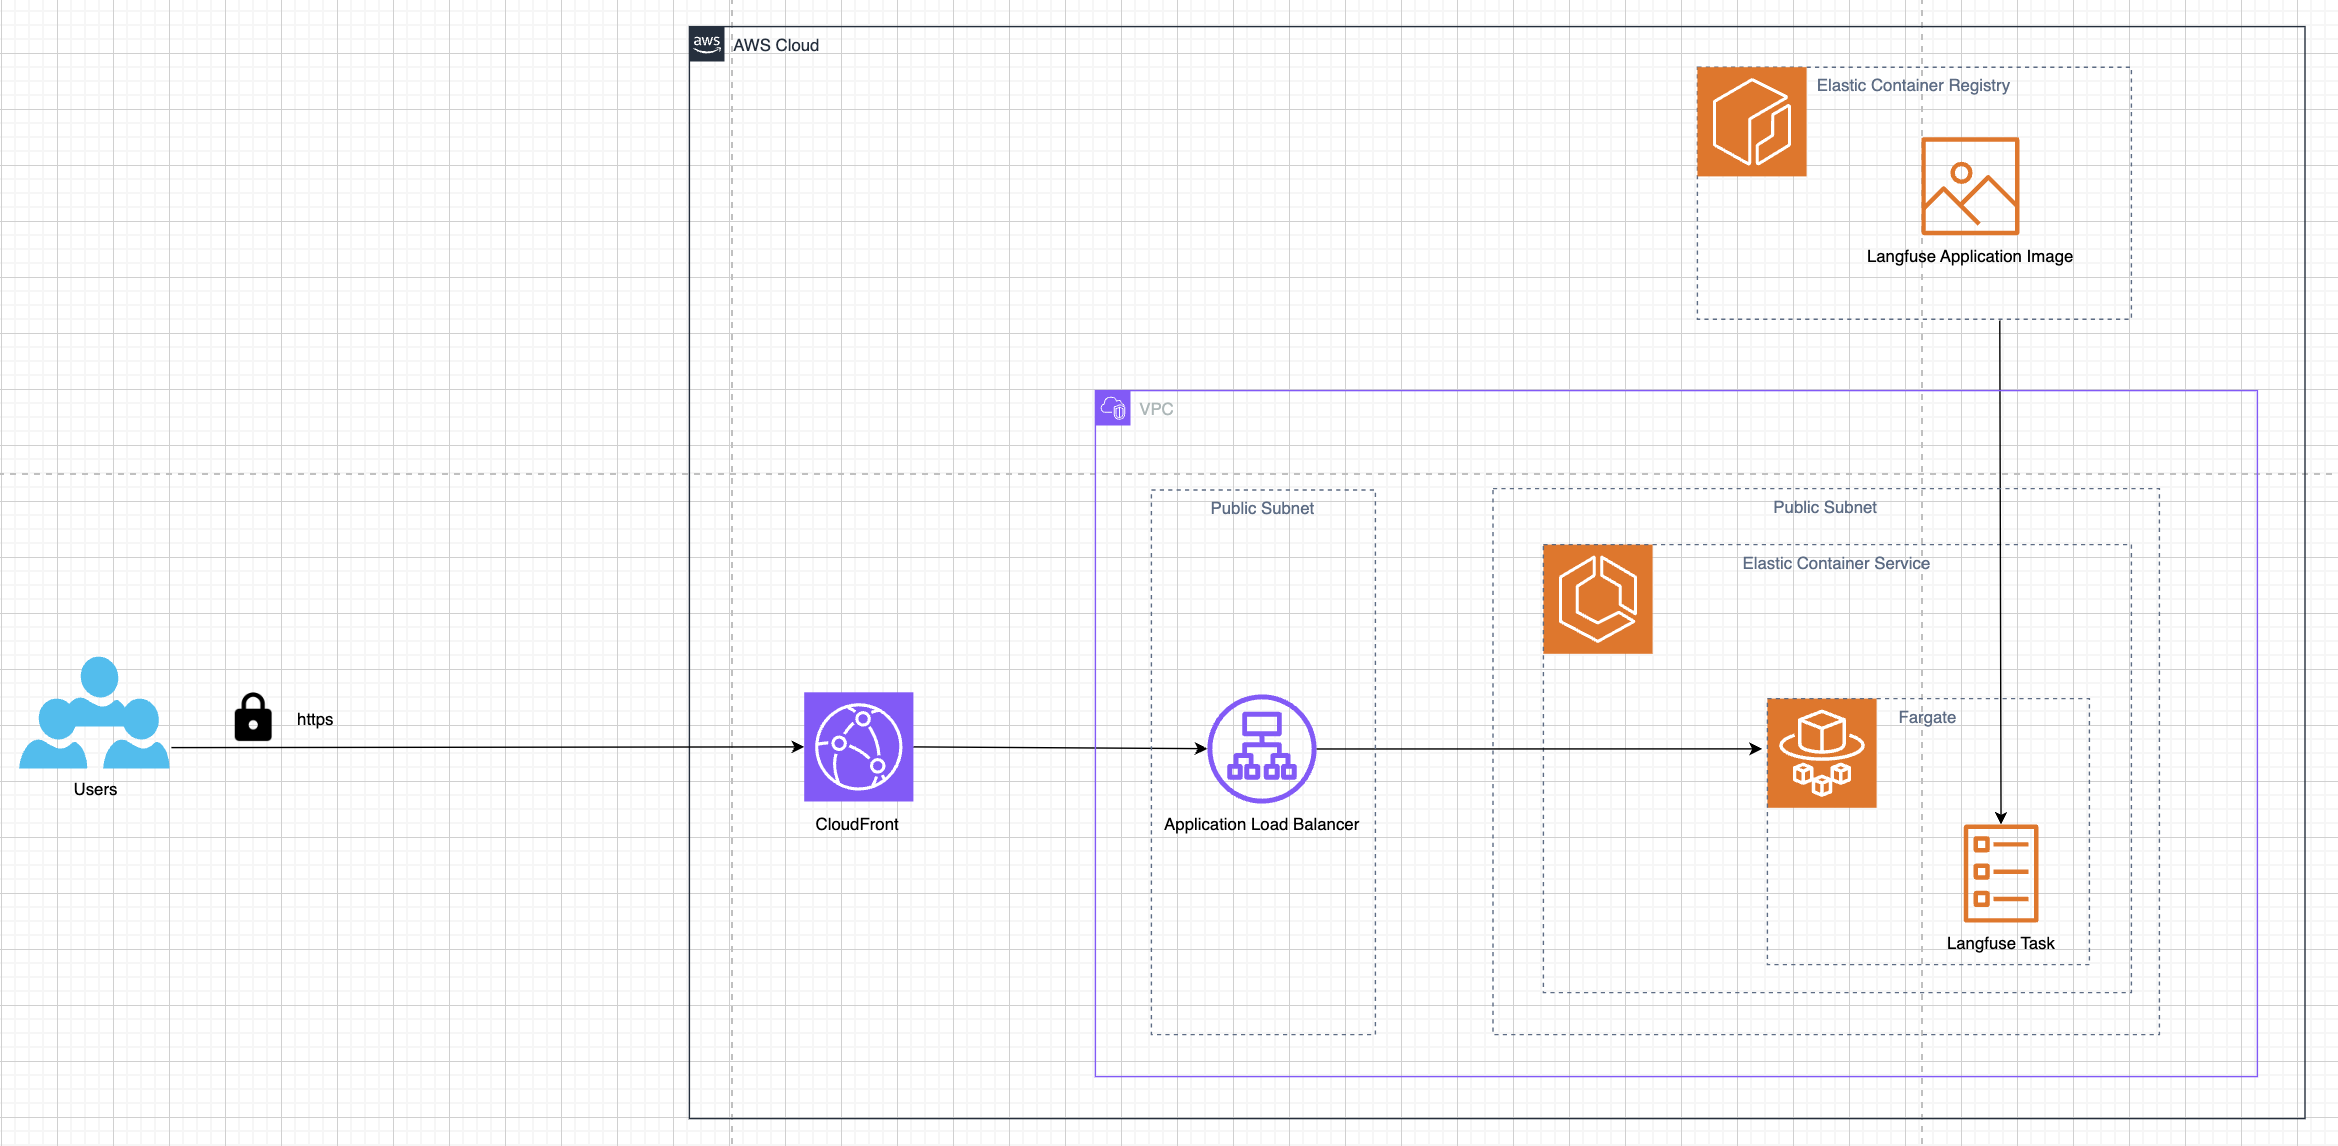 aws
AWS Cloud
Elastic Container Registry
Langfuse Application Image
VPC
Public Subnet
Public Subnet
Elastic Container Service
https
Fargate
Users
CloudFront
Application Load Balancer
Langfuse Task